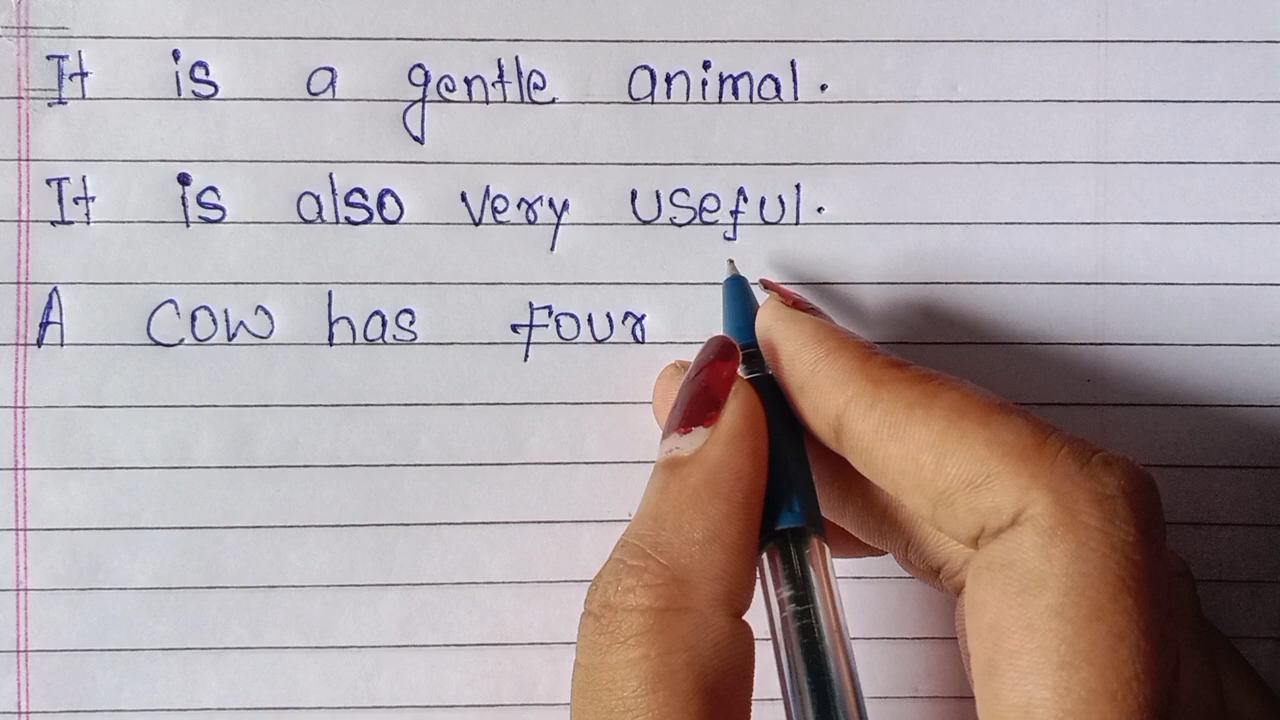 It is a gentle animal.
It is also very useful.
A cow has four